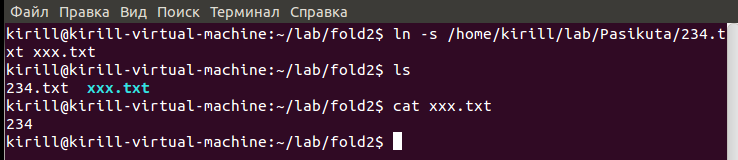 Файл Правка Вид Поиск Терминал Справка
kirill@kirill-virtual-machine:~/lab/fold2$ ln -s /home/kirill/lab/Pasikuta/234.t
xt xxx.txt
kirill@kirill-virtual-machine:~/lab/fold2$ ls
234.txt  xxx.txt
kirill@kirill-virtual-machine:~/lab/fold2$ cat xxx.txt
234
kirill@kirill-virtual-machine:~/lab/fold2$